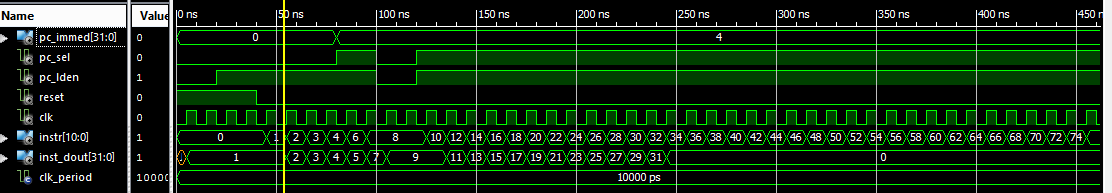 Name Value 0 ns 50 ns 100 ns 150 ns 200 ns 250 ns 300 ns 350 ns 400 ns 450
pc_immed[31:0] 0 0 4
pc_sel 0
pc_lden 1
reset 0
clk 0
instr[10:0] 1 0 1 2 3 4 6 8 10 12 14 16 18 20 22 24 26 28 30 32 34 36 38 40 42 44 46 48 50 52 54 56 58 60 62 64 66 68 70 72 74
inst_dout[31:0] 1 1 2 3 4 5 7 9 11 13 15 17 19 21 23 25 27 29 31 0
clk_period 10000 10000 ps